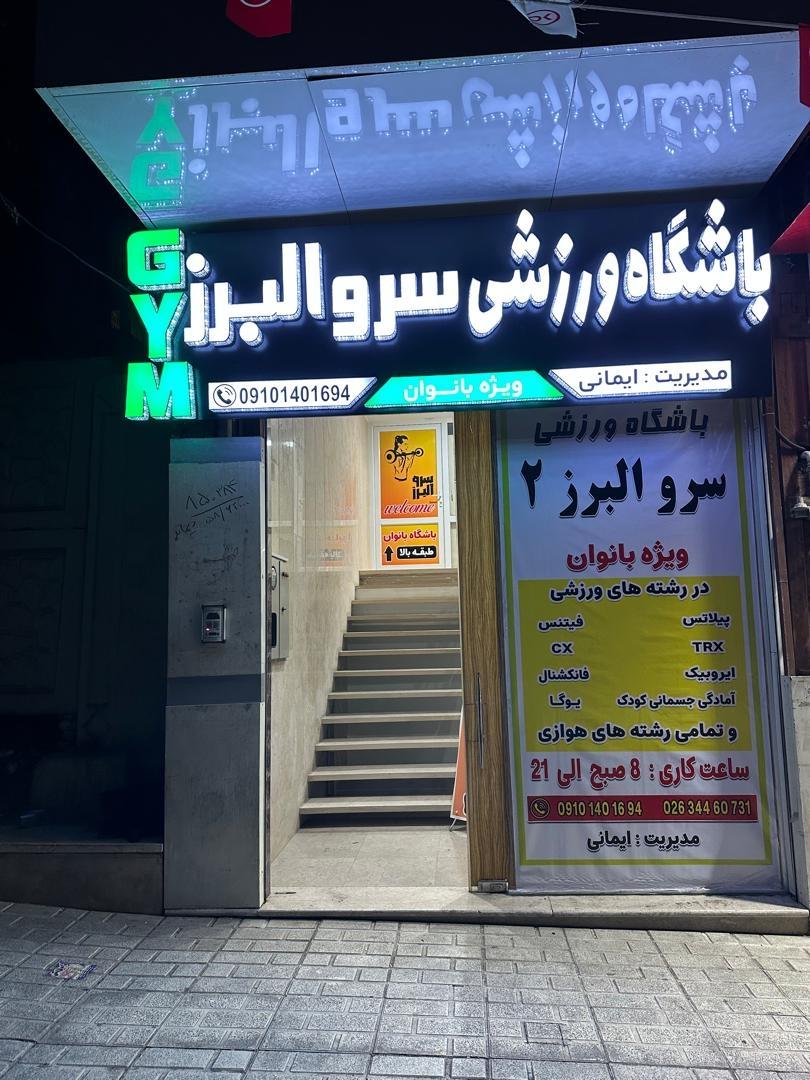 باشگاه ورزشی سرو البرز
GYM
مدیریت : ایمانی
ویژه بانوان
09101401694
سرو البرز
welcome
باشگاه بانوان
طبقه بالا
باشگاه ورزشی
سرو البرز ۲
ویژه بانوان
در رشته های ورزشی
پیلاتس فیتنس
TRX CX
ایروبیک فانکشنال
آمادگی جسمانی کودک یوگا
و تمامی رشته های هوازی
ساعت کاری : 8 صبح الی 21
0910 140 16 94 026 344 60 731
مدیریت : ایمانی